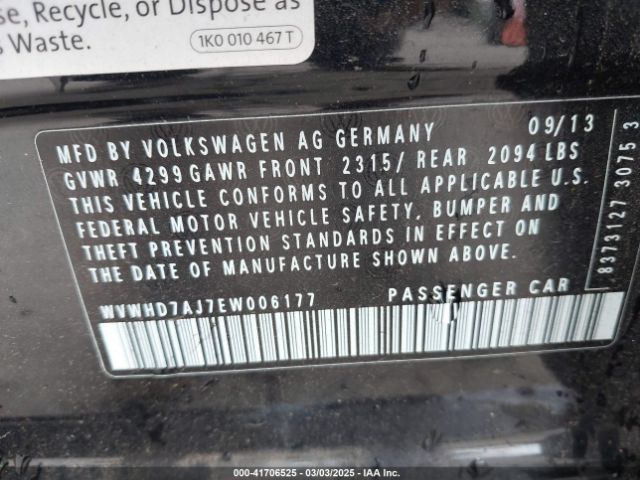 se, Recycle, or Dispose as
Waste.
1K0 010 467 T
MFD BY VOLKSWAGEN AG GERMANY 09/13
GVWR 4299 GAWR FRONT 2315/ REAR 2094 LBS
THIS VEHICLE CONFORMS TO ALL APPLICABLE U.S.
FEDERAL MOTOR VEHICLE SAFETY, BUMPER AND
THEFT PREVENTION STANDARDS IN EFFECT ON
THE DATE OF MANUFACTURE SHOWN ABOVE.
WVWHD7AJ7EW006177 PASSENGER CAR
8373127 3075 3
000-41706525 - 03/03/2025 - IAA Inc.